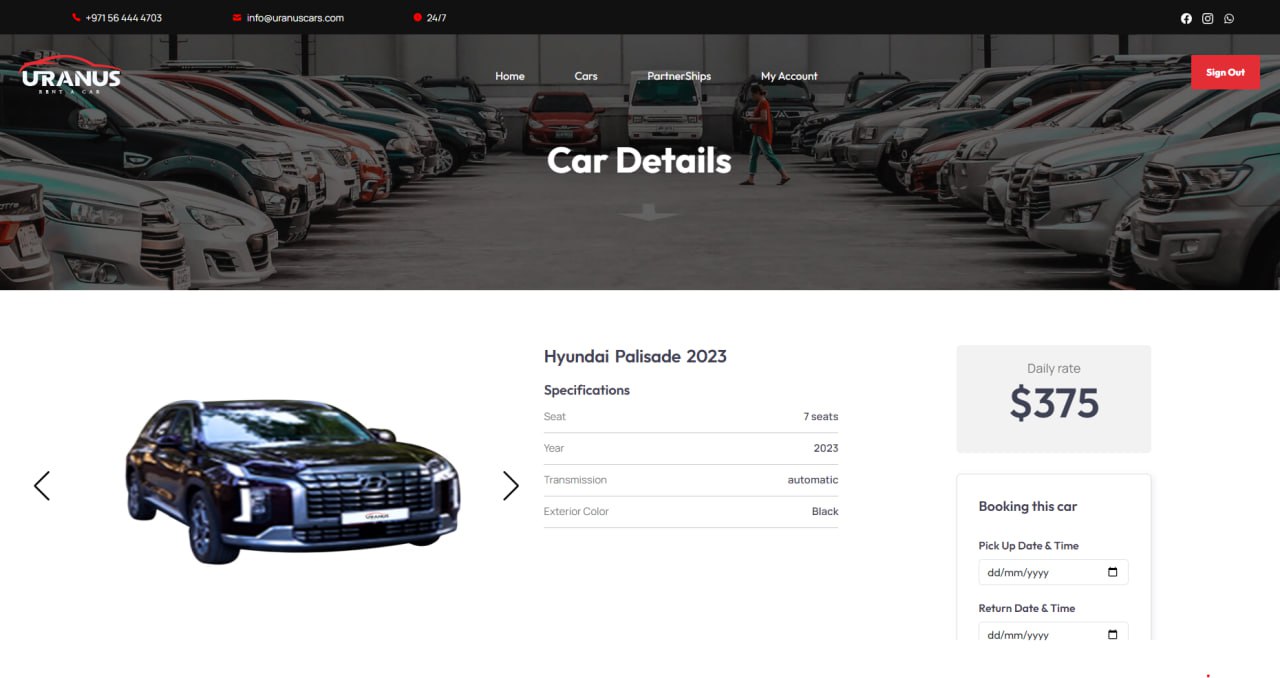 +971 56 444 4703
info@uranuscars.com
24/7
URANUS
RENT A CAR
Home
Cars
PartnerShips
My Account
Sign Out
Car Details
Hyundai Palisade 2023
Specifications
Seat 7 seats
Year 2023
Transmission automatic
Exterior Color Black
URANUS
Daily rate
$375
Booking this car
Pick Up Date & Time
dd/mm/yyyy
Return Date & Time
dd/mm/yyyy